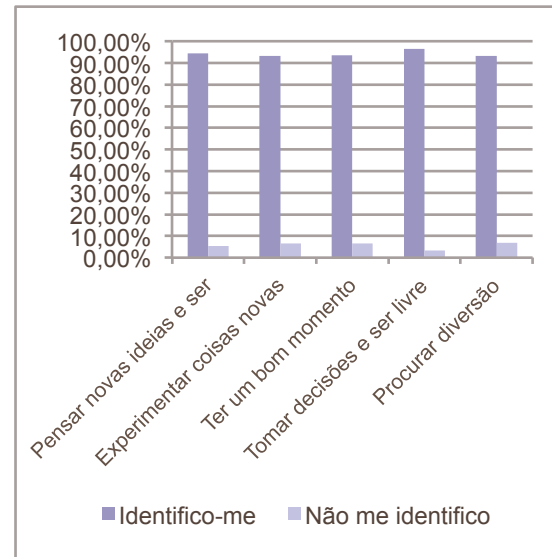 100,00%
90,00%
80,00%
70,00%
60,00%
50,00%
40,00%
30,00%
20,00%
10,00%
0,00%
Pensar novas ideias e ser
Experimentar coisas novas
Ter um bom momento
Tomar decisões e ser livre
Procurar diversão
Identifico-me
Não me identifico